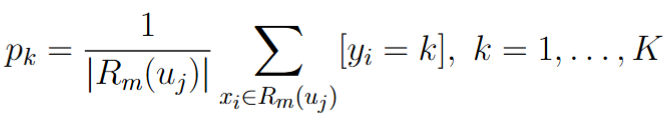 p_k = \frac{1}{|R_m(u_j)|} \sum_{x_i \in R_m(u_j)} [y_i = k], \ k = 1, \ldots, K